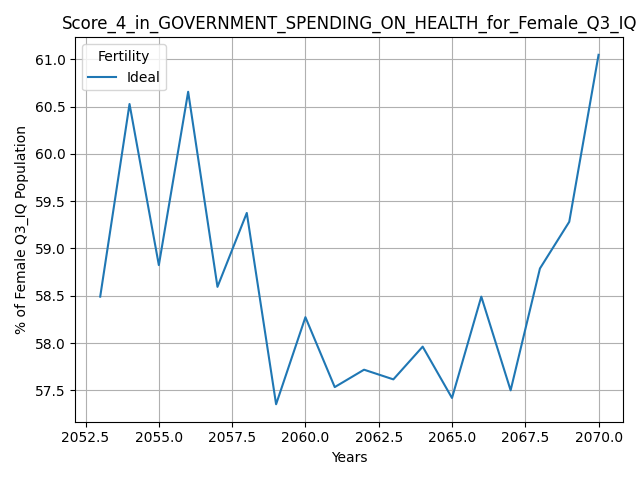 Score_4_in_GOVERNMENT_SPENDING_ON_HEALTH_for_Female_Q3_IQ
Fertility
Ideal
% of Female Q3_IQ Population
61.0
60.5
60.0
59.5
59.0
58.5
58.0
57.5
2052.5 2055.0 2057.5 2060.0 2062.5 2065.0 2067.5 2070.0
Years